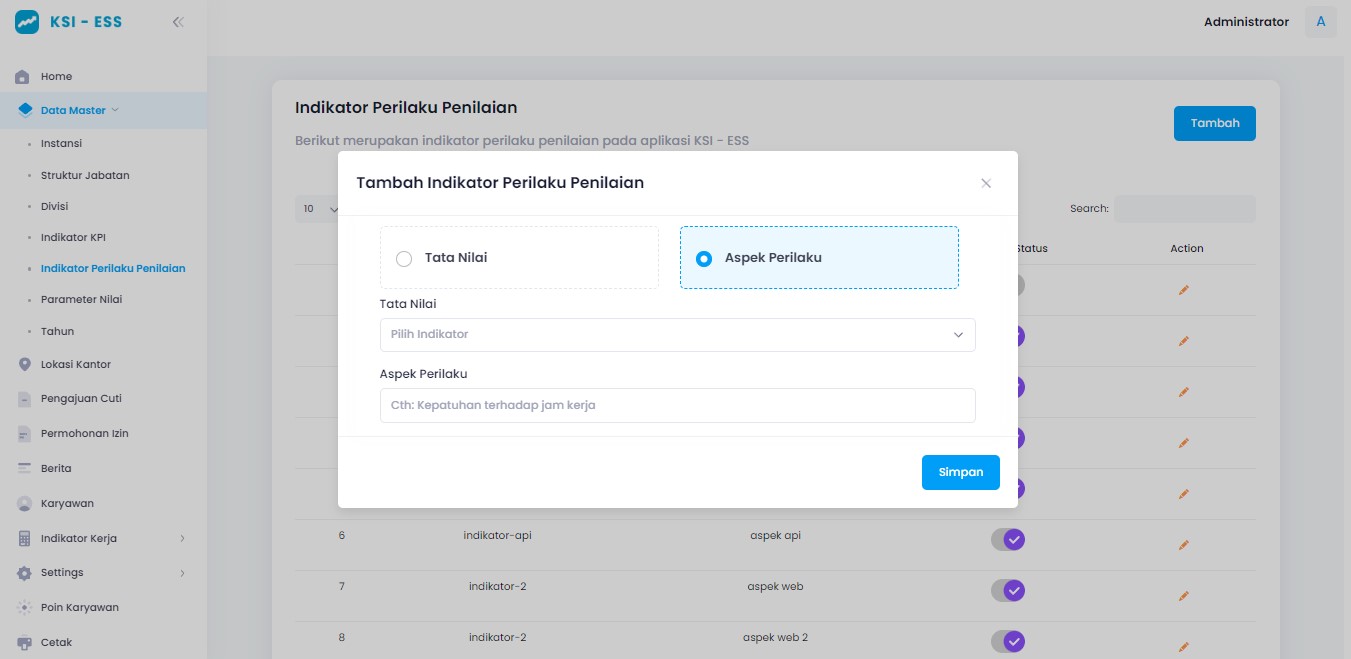 KSI - ESS
Administrator
A
Home
Data Master
Instansi
Struktur Jabatan
Divisi
Indikator KPI
Indikator Perilaku Penilaian
Parameter Nilai
Tahun
Lokasi Kantor
Pengajuan Cuti
Permohonan Izin
Berita
Karyawan
Indikator Kerja
Settings
Poin Karyawan
Cetak
Indikator Perilaku Penilaian
Berikut merupakan indikator perilaku penilaian pada aplikasi KSI - ESS
Tambah
10
Search:
Status
Action
Tambah Indikator Perilaku Penilaian
Tata Nilai
Aspek Perilaku
Tata Nilai
Pilih Indikator
Aspek Perilaku
Cth: Kepatuhan terhadap jam kerja
Simpan
6 indikator-api aspek api
7 indikator-2 aspek web
8 indikator-2 aspek web 2